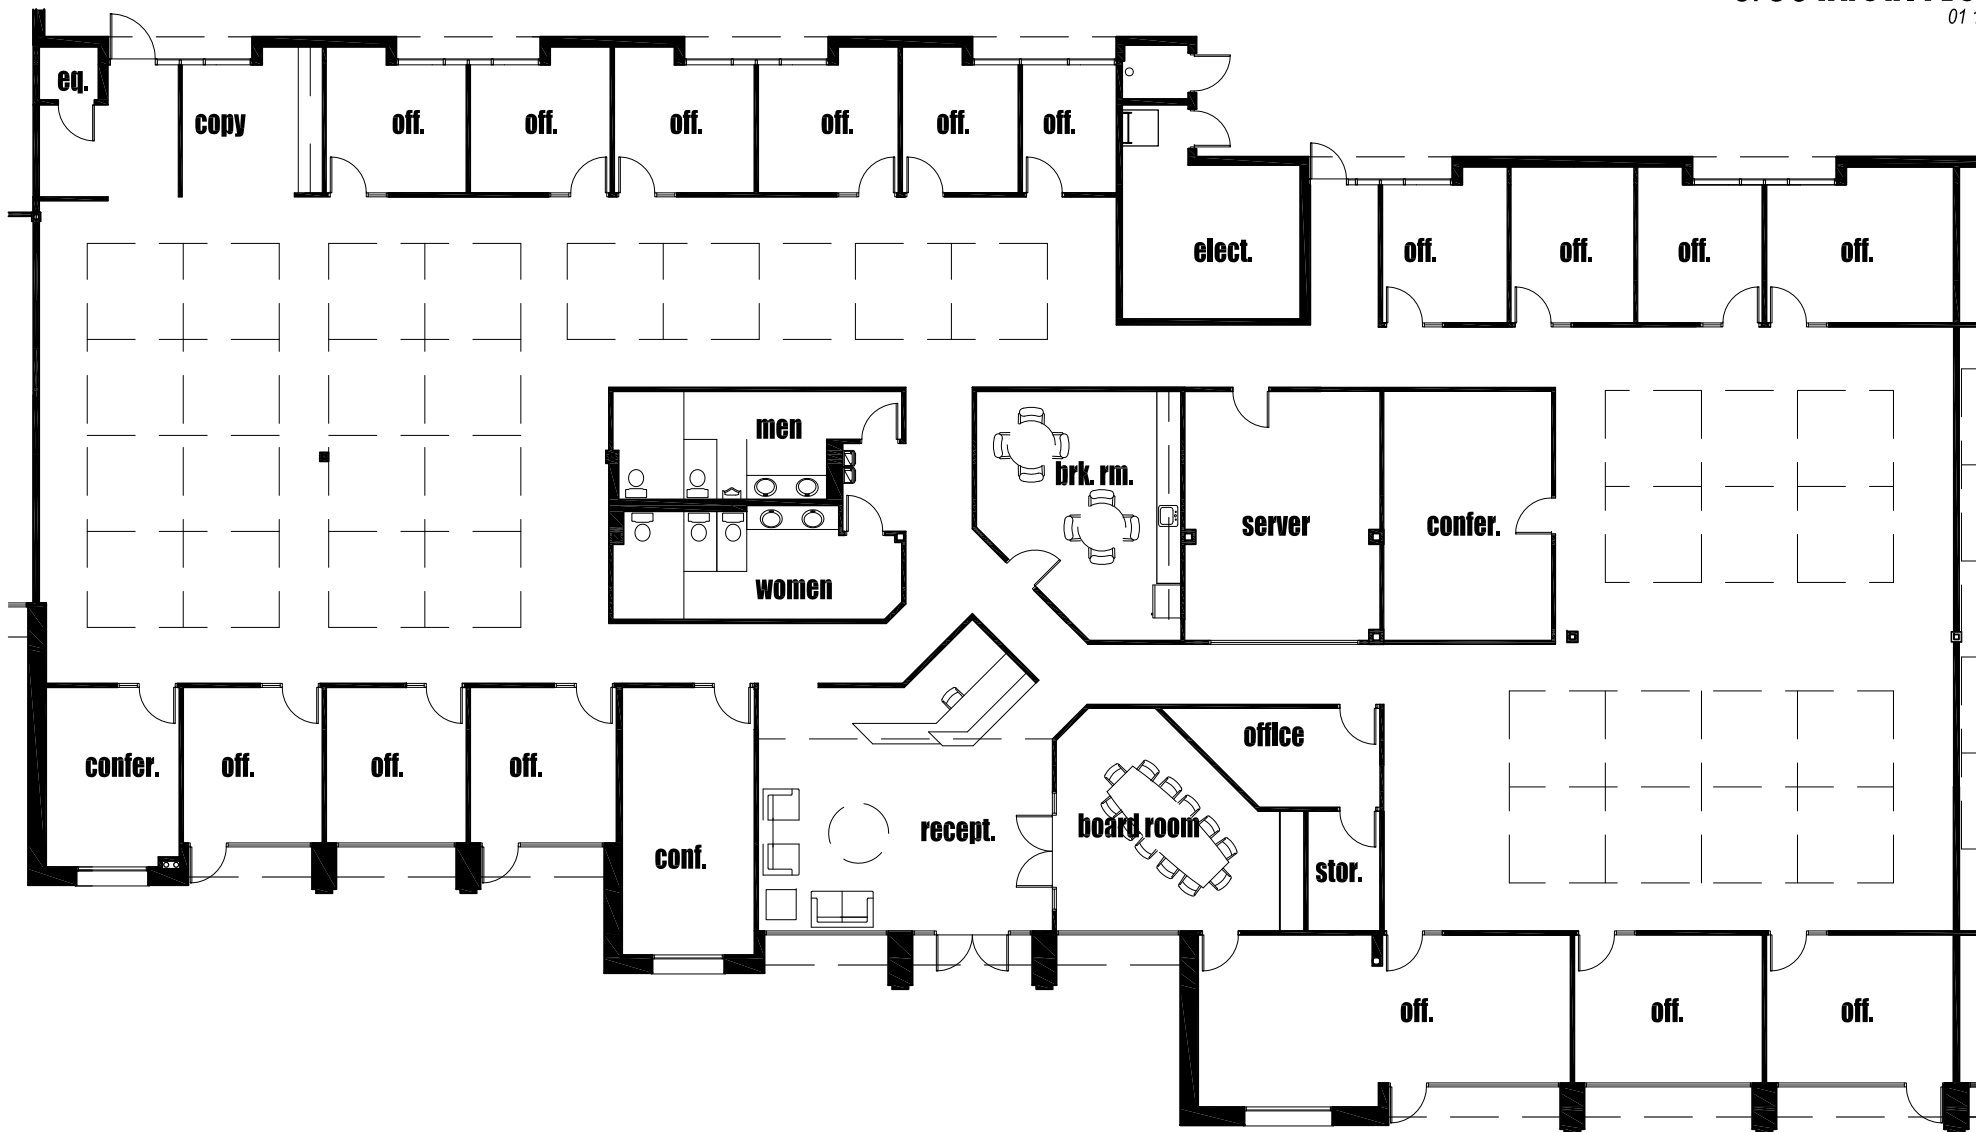 01
eq.
copy
off.
off.
off.
off.
off.
off.
elect.
off.
off.
off.
off.
men
brk. rm.
server
confer.
women
office
confer.
off.
off.
off.
conf.
recept.
board room
stor.
off.
off.
off.